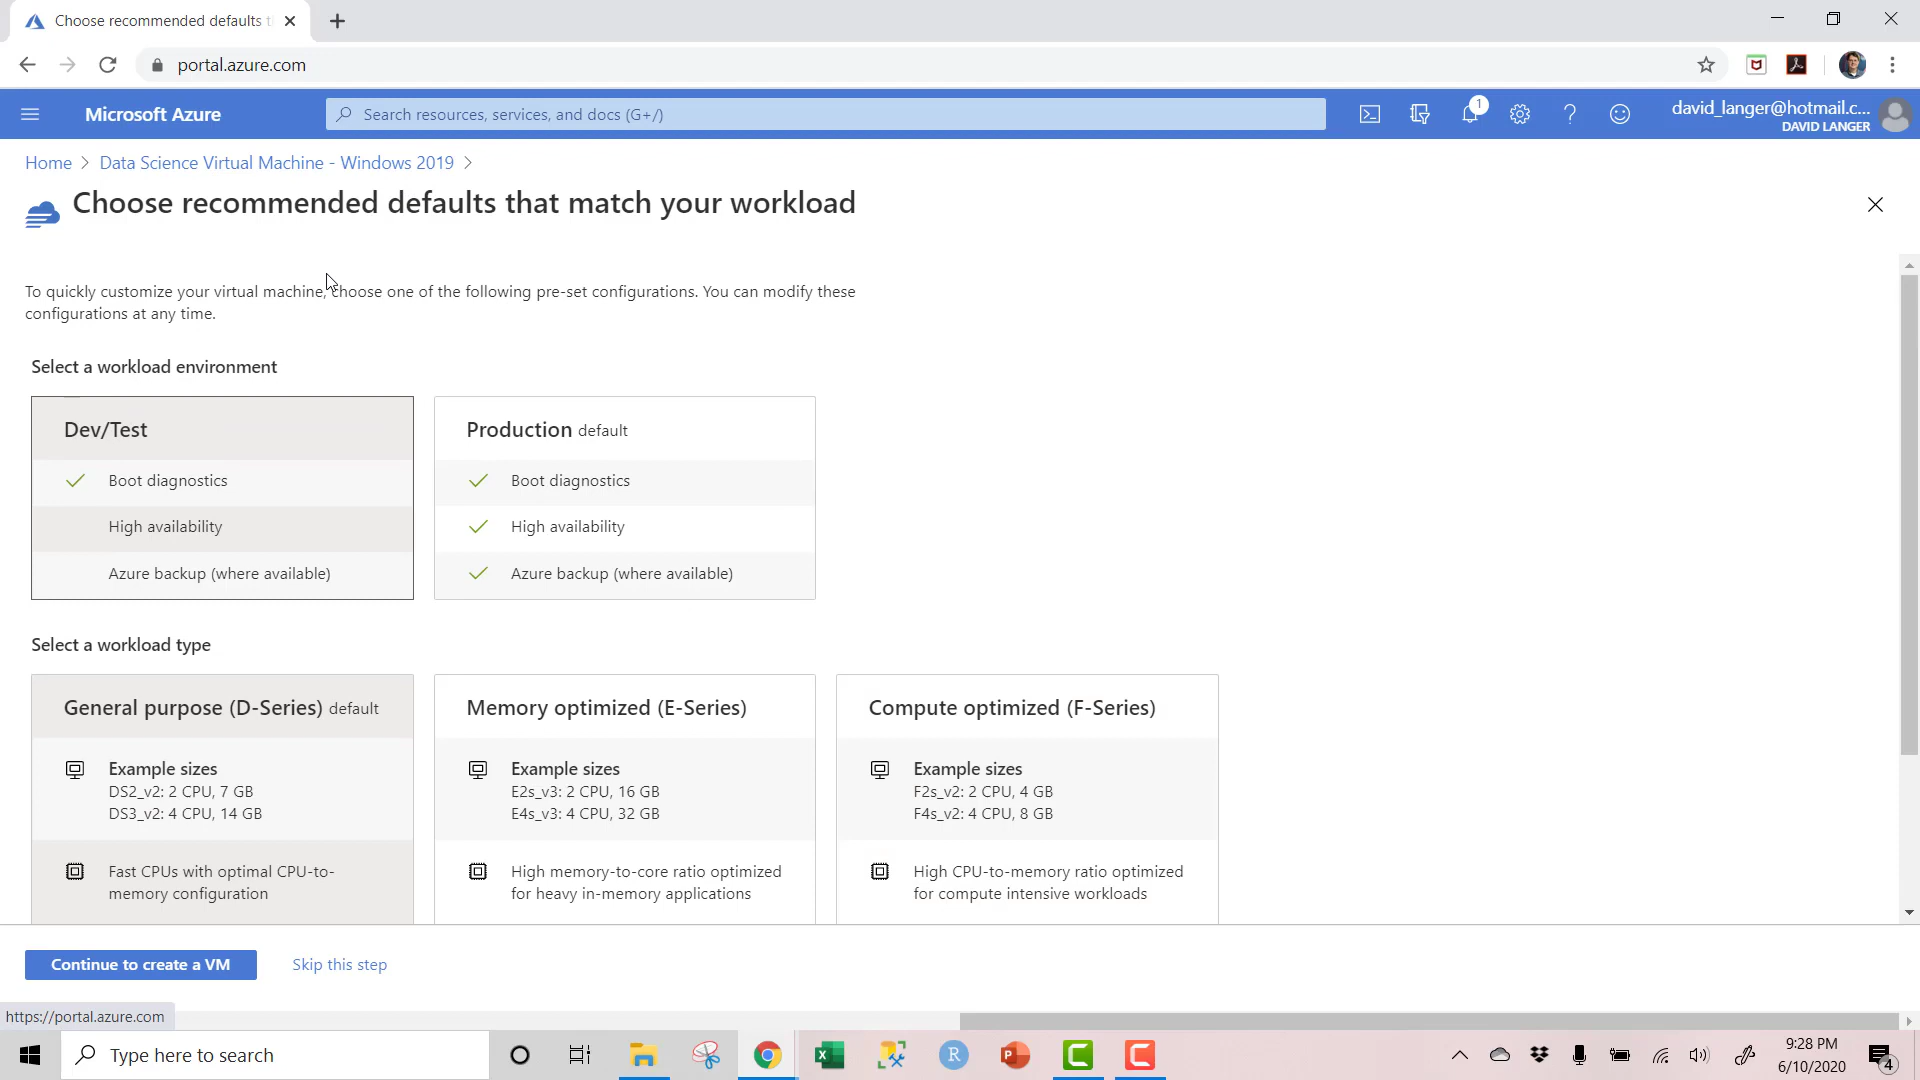 Choose recommended defaults t
portal.azure.com
Microsoft Azure
Search resources, services, and docs (G+/)
1
david_langer@hotmail.c...
DAVID LANGER
Home > Data Science Virtual Machine - Windows 2019 >
Choose recommended defaults that match your workload
To quickly customize your virtual machine, choose one of the following pre-set configurations. You can modify these
configurations at any time.
Select a workload environment
Dev/Test
Boot diagnostics
High availability
Azure backup (where available)
Production default
Boot diagnostics
High availability
Azure backup (where available)
Select a workload type
General purpose (D-Series) default
Example sizes
DS2_v2: 2 CPU, 7 GB
DS3_v2: 4 CPU, 14 GB
Fast CPUs with optimal CPU-to-
memory configuration
Memory optimized (E-Series)
Example sizes
E2s_v3: 2 CPU, 16 GB
E4s_v3: 4 CPU, 32 GB
High memory-to-core ratio optimized
for heavy in-memory applications
Compute optimized (F-Series)
Example sizes
F2s_v2: 2 CPU, 4 GB
F4s_v2: 4 CPU, 8 GB
High CPU-to-memory ratio optimized
for compute intensive workloads
Continue to create a VM
Skip this step
https://portal.azure.com
Type here to search
R
9:28 PM
6/10/2020
4